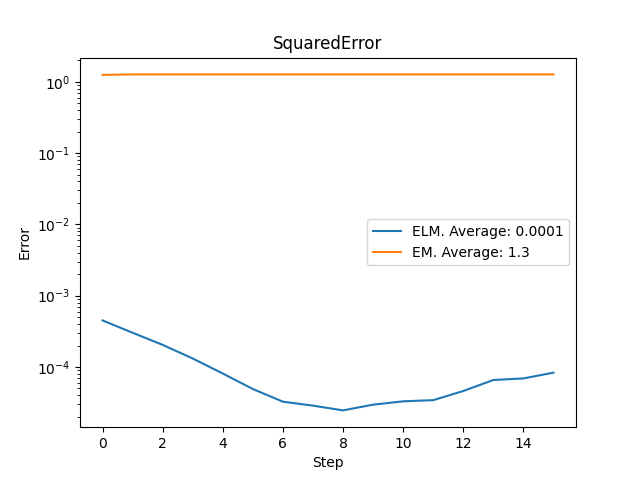 SquaredError
Error
10⁰
10⁻¹
10⁻²
10⁻³
10⁻⁴
ELM. Average: 0.0001
EM. Average: 1.3
0 2 4 6 8 10 12 14
Step